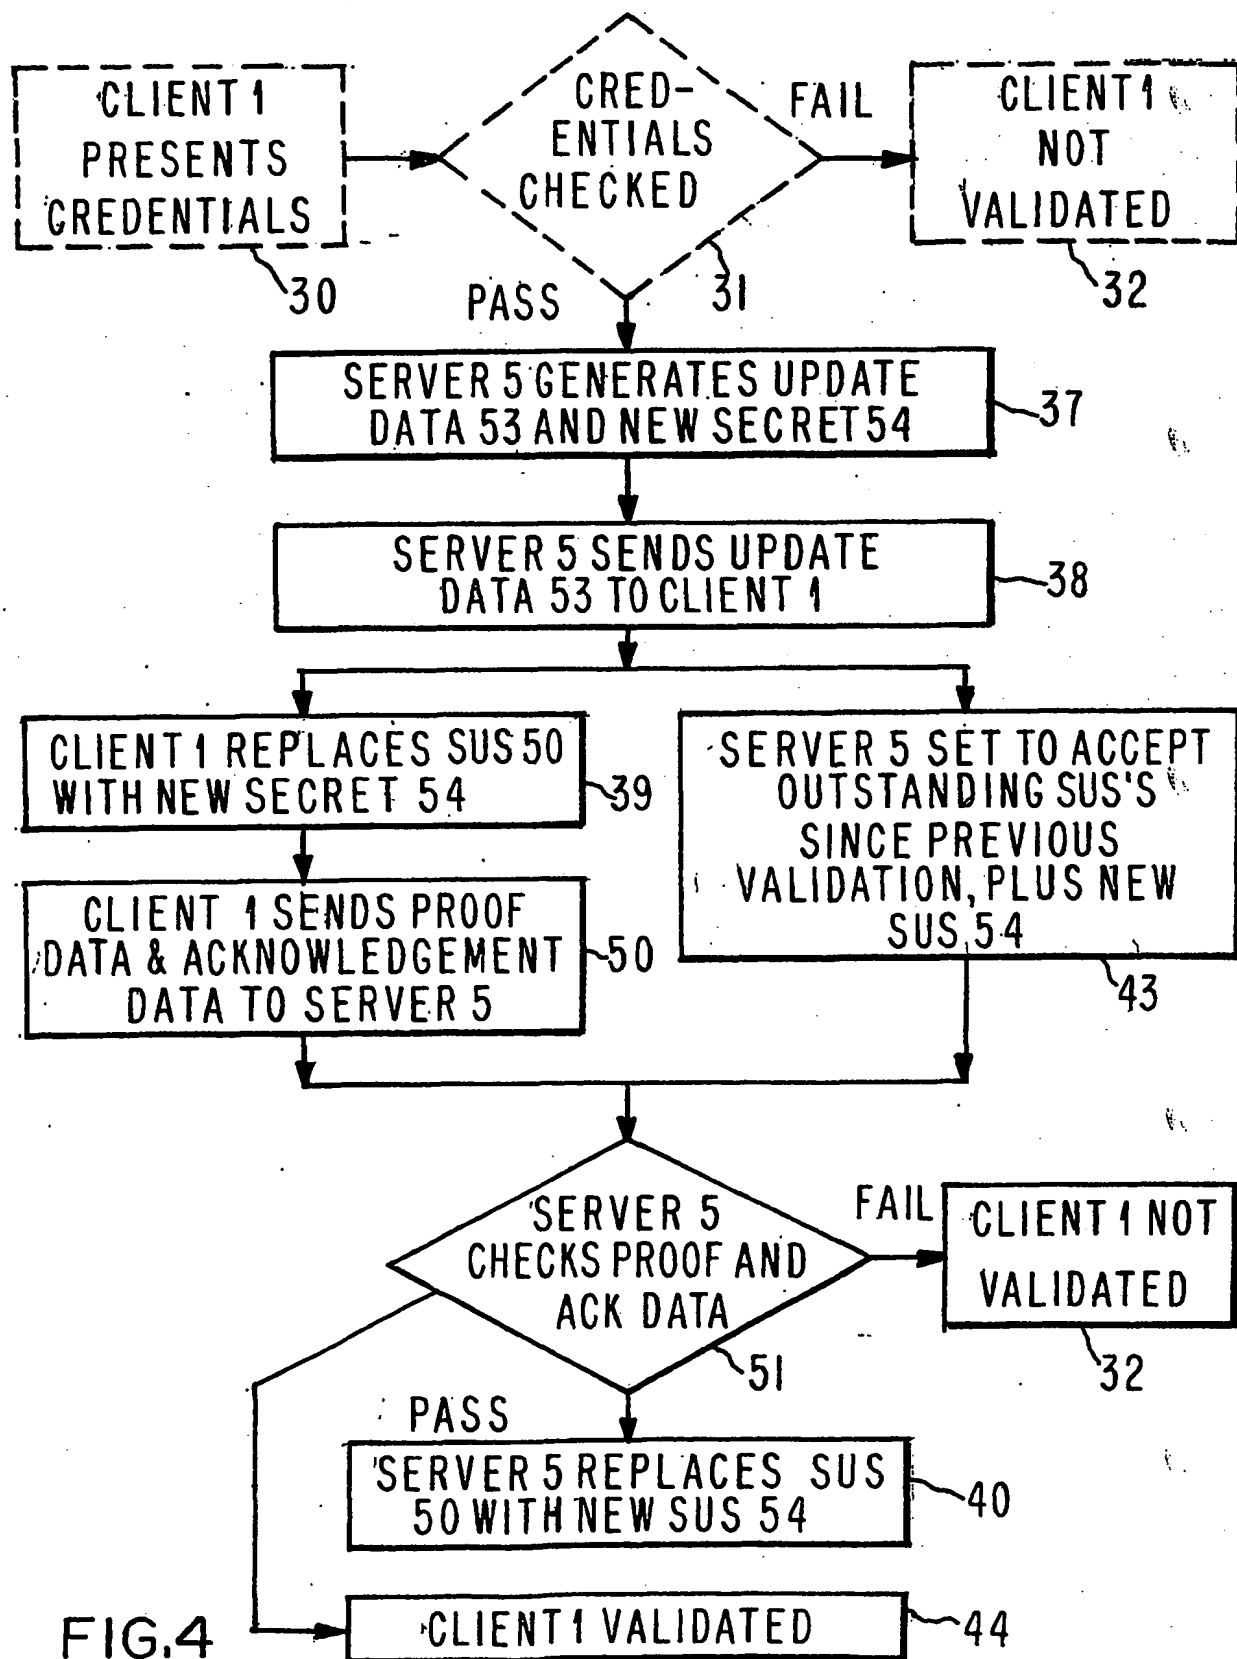 CLIENT 1
PRESENTS
CREDENTIALS
30
CRED-
ENTIALS
CHECKED
31
FAIL
CLIENT 1
NOT
VALIDATED
32
PASS
SERVER 5 GENERATES UPDATE
DATA 53 AND NEW SECRET 54
37
SERVER 5 SENDS UPDATE
DATA 53 TO CLIENT 1
38
CLIENT 1 REPLACES SUS 50
WITH NEW SECRET 54
39
SERVER 5 SET TO ACCEPT
OUTSTANDING SUS'S
SINCE PREVIOUS
VALIDATION, PLUS NEW
SUS 54
43
CLIENT 1 SENDS PROOF
DATA & ACKNOWLEDGEMENT
DATA TO SERVER 5
50
SERVER 5
CHECKS PROOF AND
ACK DATA
51
FAIL
CLIENT 1 NOT
VALIDATED
32
PASS
SERVER 5 REPLACES SUS
50 WITH NEW SUS 54
40
CLIENT 1 VALIDATED
44
FIG.4